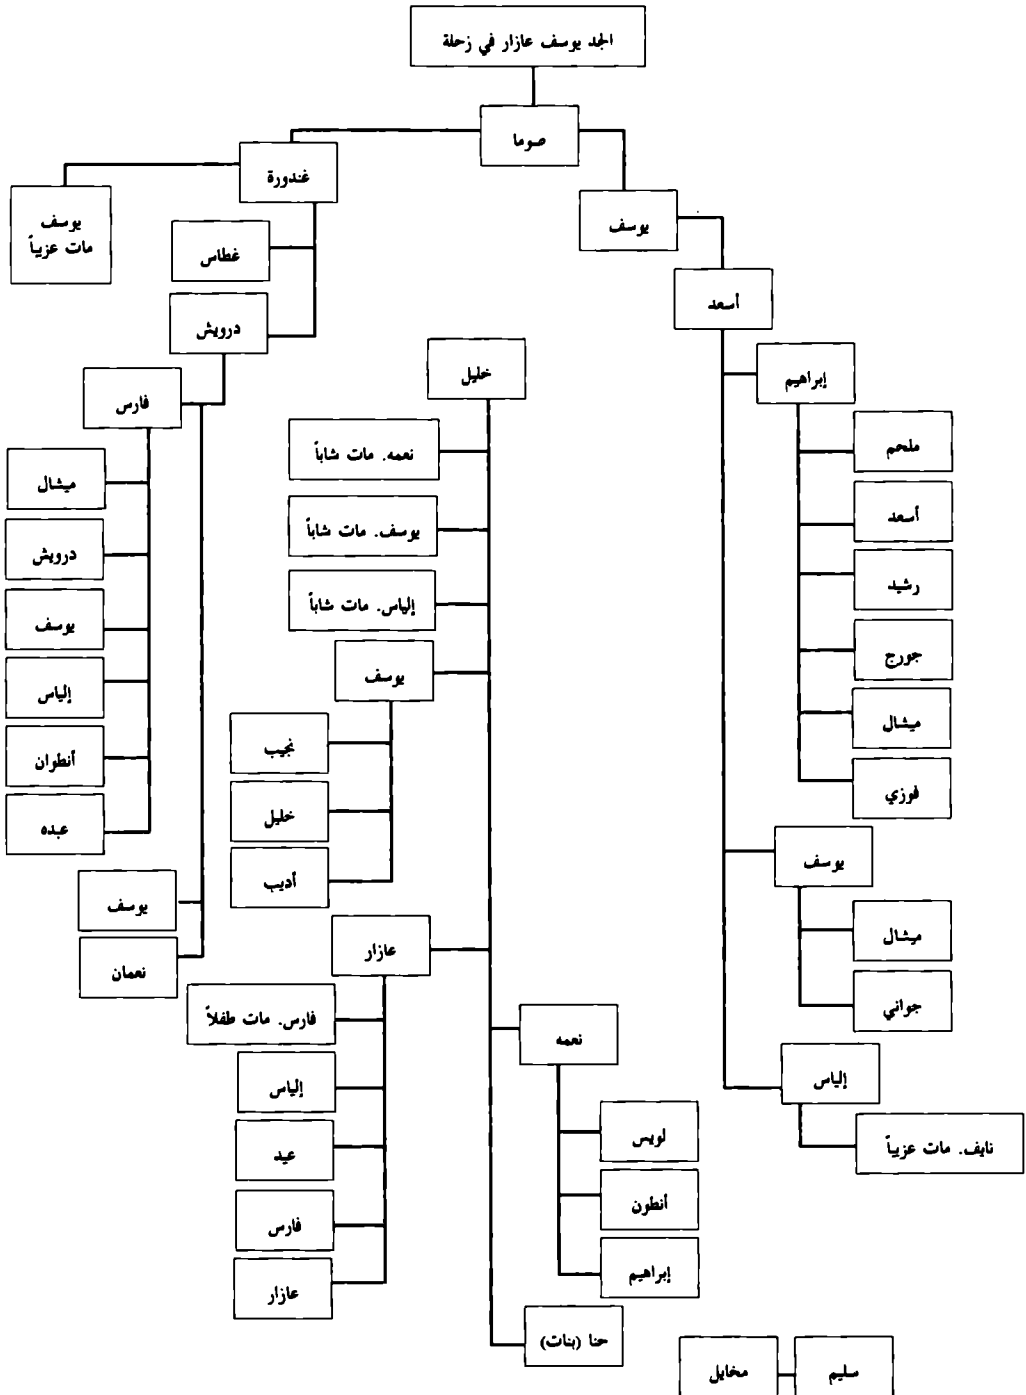 الجد يوسف عازار في زحلة
صوما
غندورة
يوسف
مات عزيباً
غطاس
درويش
فارس
ميشال
درويش
يوسف
إلياس
أنطوان
عبده
يوسف
نعمان
يوسف
أسعد
إبراهيم
ملحم
أسعد
رشيد
جورج
ميشال
فوزي
يوسف
ميشال
جواني
إلياس
نايف. مات عزيباً
خليل
نعمه. مات شاباً
يوسف. مات شاباً
إلياس. مات شاباً
يوسف
نجيب
خليل
أديب
عازار
فارس. مات طفلاً
إلياس
عيد
فارس
عازار
نعمه
لويس
أنطون
إبراهيم
حنا (بنات)
سليم
مخايل